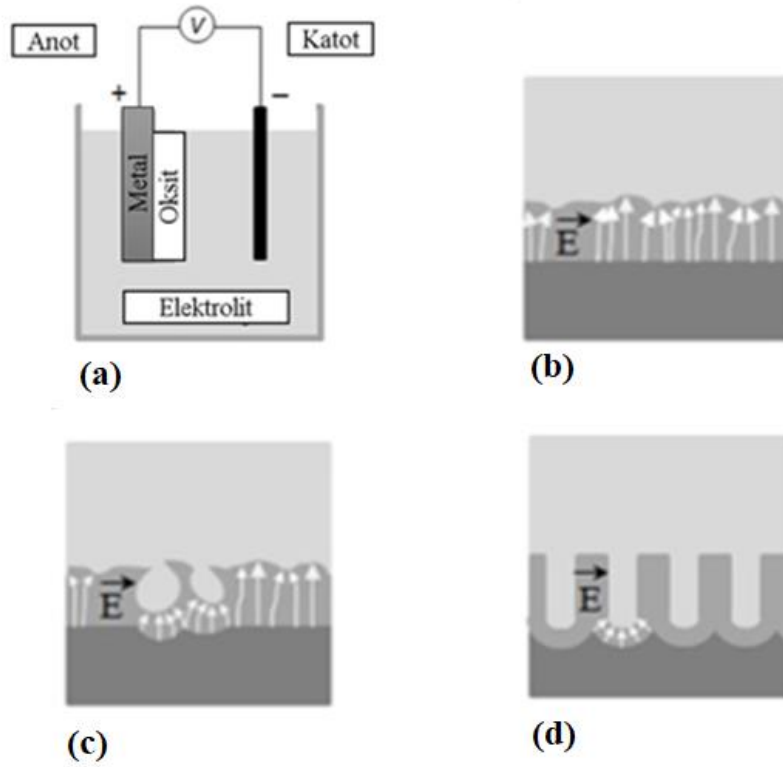 V
Anot
Katot
+
−
Metal
Oksit
Elektrolit
(a)
E
(b)
E
(c)
E
(d)